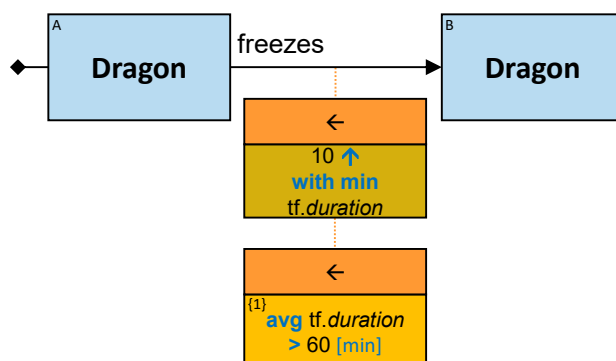 A
Dragon
freezes
B
Dragon
←
10 ↑
with min
tf.duration
←
{1}
avg tf.duration
> 60 [min]